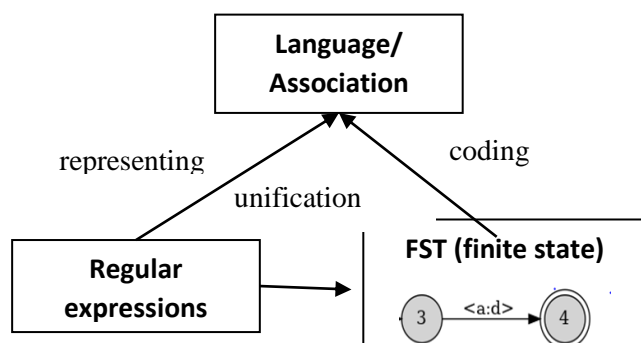 Language/
Association
representing
coding
unification
FST (finite state)
Regular
expressions
<a:d>
3
4